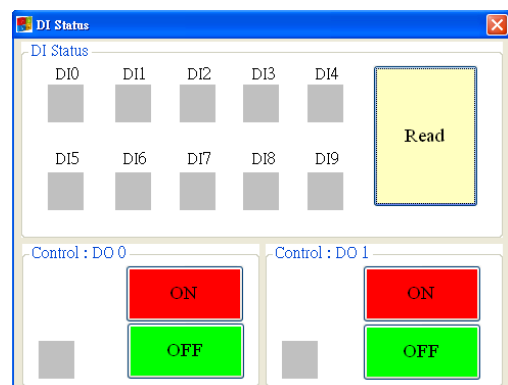 DI Status
DI Status
DI0 DI1 DI2 DI3 DI4
Read
DI5 DI6 DI7 DI8 DI9
Control : DO 0 Control : DO 1
ON ON
OFF OFF